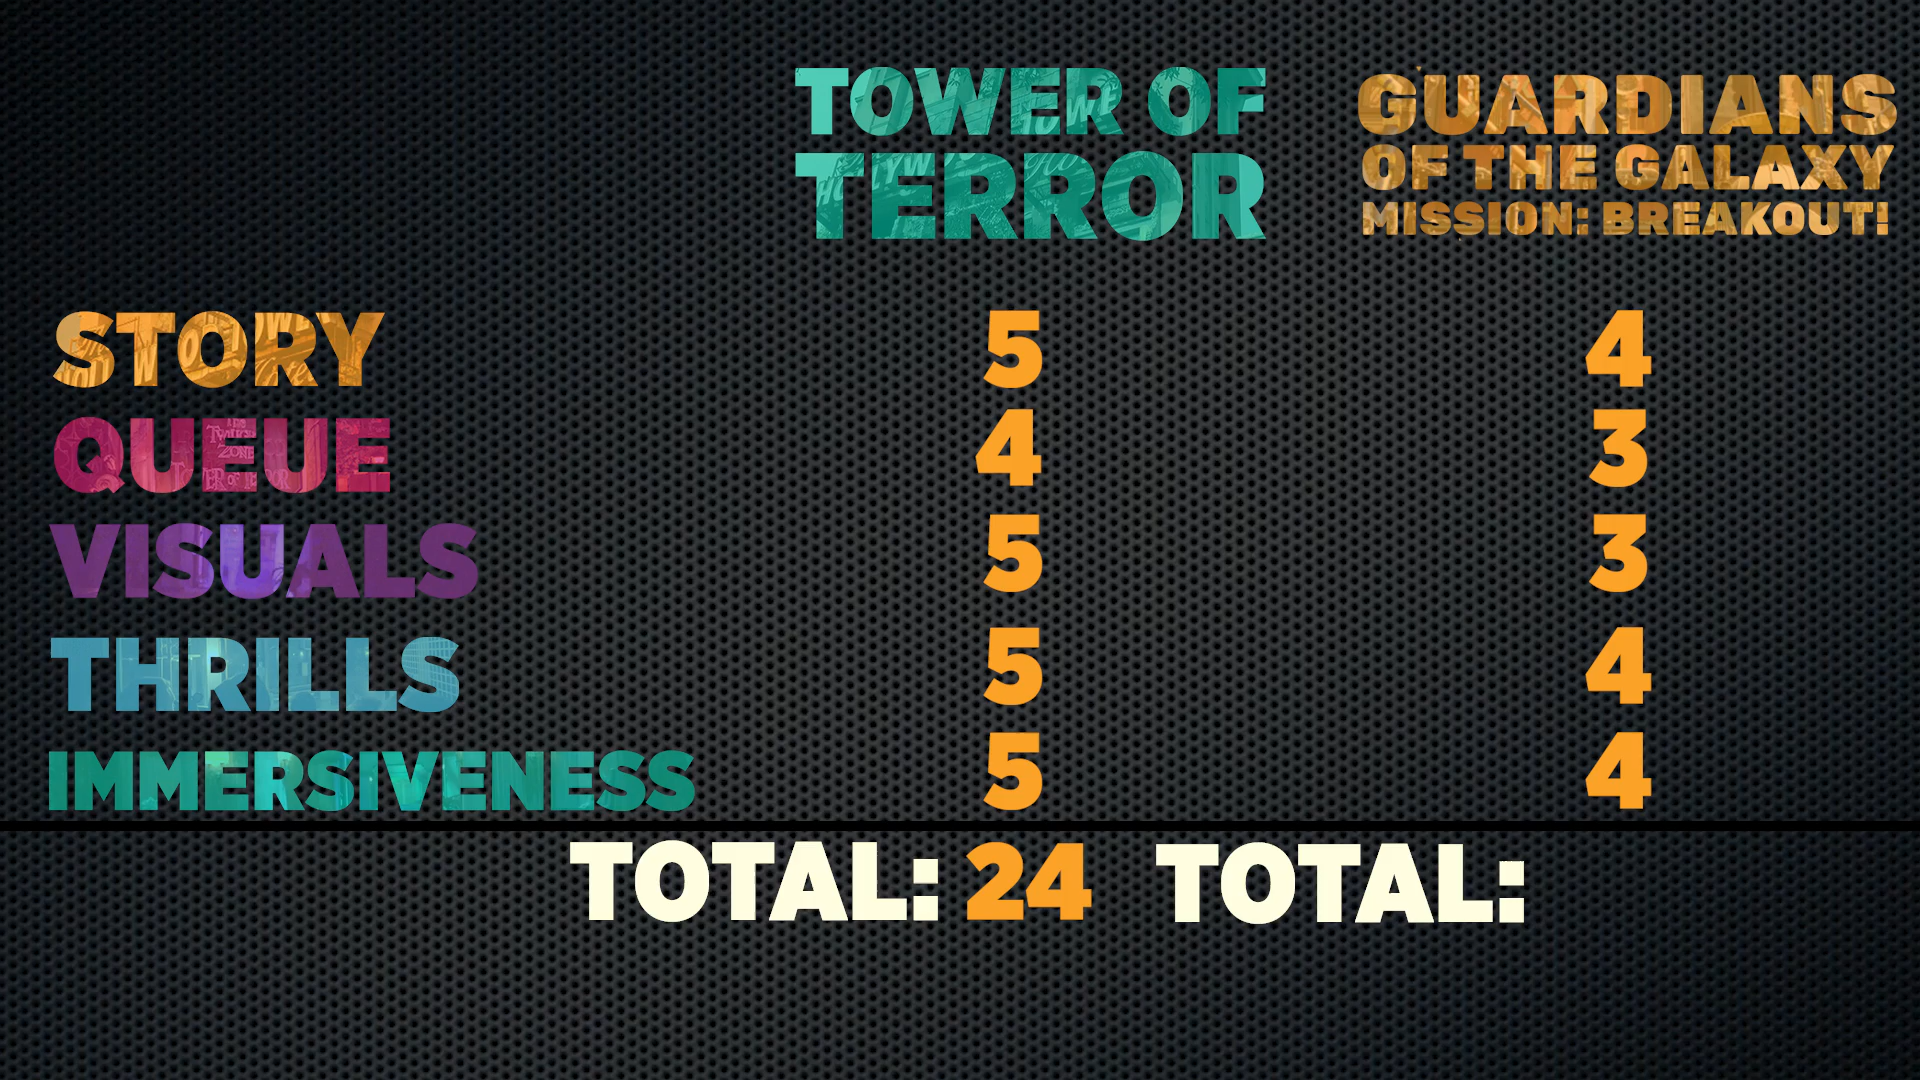 TOWER OF
TERROR
GUARDIANS
OF THE GALAXY
MISSION: BREAKOUT!
STORY 5 4
QUEUE 4 3
VISUALS 5 3
THRILLS 5 4
IMMERSIVENESS 5 4
TOTAL: 24 TOTAL: